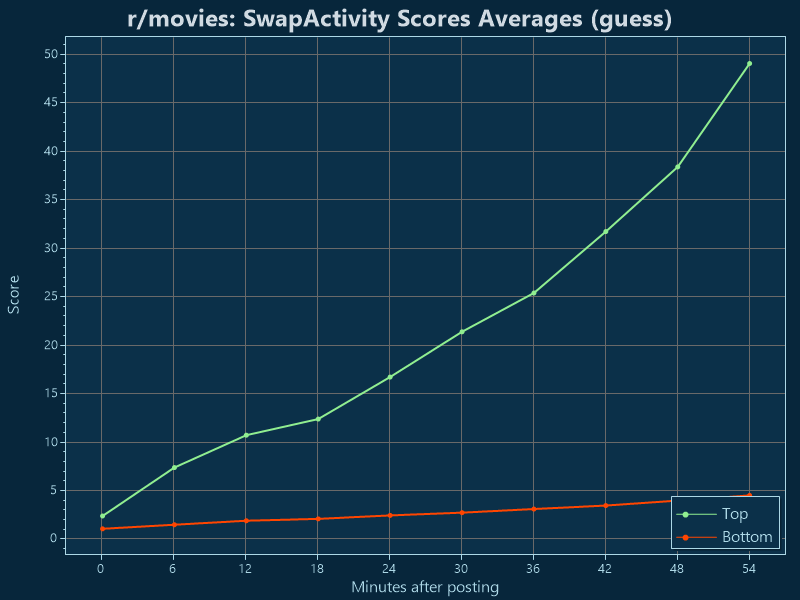 r/movies: SwapActivity Scores Averages (guess)
50
45
40
35
30
25
20
15
10
5
0
Score
0 6 12 18 24 30 36 42 48 54
Minutes after posting
Top
Bottom